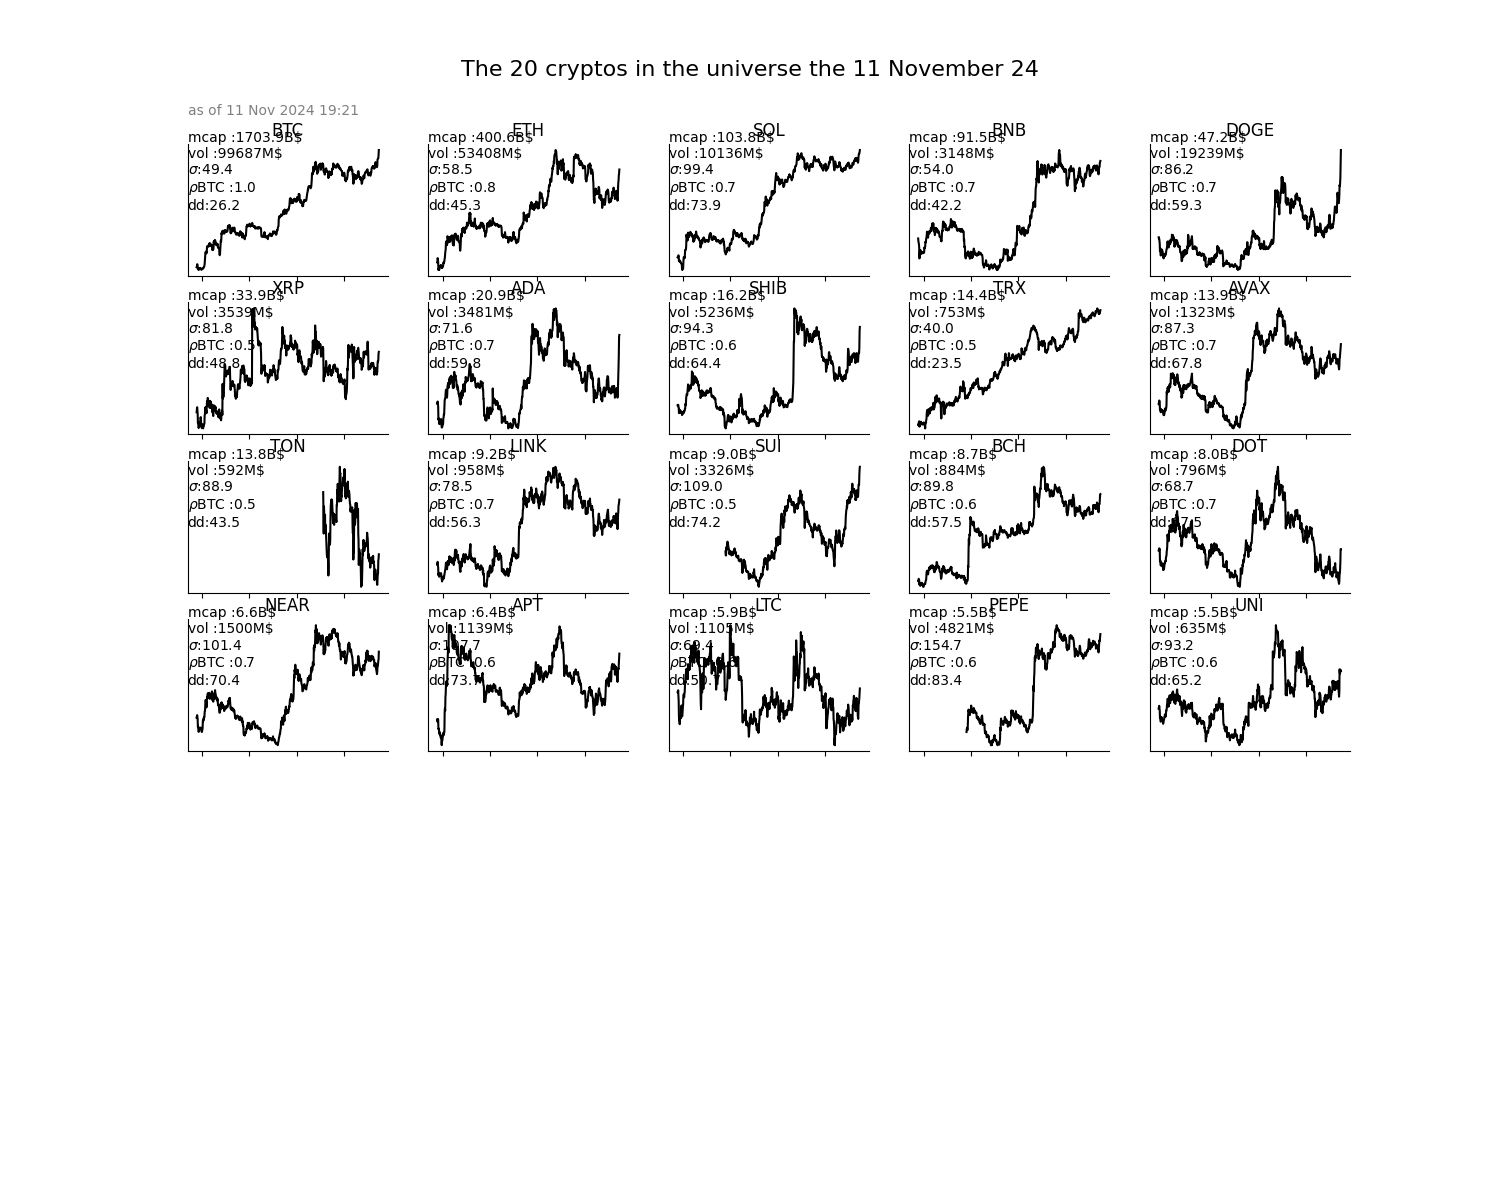 The 20 cryptos in the universe the 11 November 24
as of 11 Nov 2024 19:21
BTC
mcap :1703.9B$
vol :99687M$
σ:49.4
ρBTC :1.0
dd:26.2
ETH
mcap :400.6B$
vol :53408M$
σ:58.5
ρBTC :0.8
dd:45.3
SOL
mcap :103.8B$
vol :10136M$
σ:99.4
ρBTC :0.7
dd:73.9
BNB
mcap :91.5B$
vol :3148M$
σ:54.0
ρBTC :0.7
dd:42.2
DOGE
mcap :47.2B$
vol :19239M$
σ:86.2
ρBTC :0.7
dd:59.3
XRP
mcap :33.9B$
vol :3539M$
σ:81.8
ρBTC :0.5
dd:48.8
ADA
mcap :20.9B$
vol :3481M$
σ:71.6
ρBTC :0.7
dd:59.8
SHIB
mcap :16.2B$
vol :5236M$
σ:94.3
ρBTC :0.6
dd:64.4
TRX
mcap :14.4B$
vol :753M$
σ:40.0
ρBTC :0.5
dd:23.5
AVAX
mcap :13.9B$
vol :1323M$
σ:87.3
ρBTC :0.7
dd:67.8
TON
mcap :13.8B$
vol :592M$
σ:88.9
ρBTC :0.5
dd:43.5
LINK
mcap :9.2B$
vol :958M$
σ:78.5
ρBTC :0.7
dd:56.3
SUI
mcap :9.0B$
vol :3326M$
σ:109.0
ρBTC :0.5
dd:74.2
BCH
mcap :8.7B$
vol :884M$
σ:89.8
ρBTC :0.6
dd:57.5
DOT
mcap :8.0B$
vol :796M$
σ:68.7
ρBTC :0.7
NEAR
mcap :6.6B$
vol :1500M$
σ:101.4
ρBTC :0.7
dd:70.4
APT
mcap :6.4B$
vol :1139M$
ρBTC :0.6
LTC
mcap :5.9B$
vol :1105M$
σ:69.4
PEPE
mcap :5.5B$
vol :4821M$
σ:154.7
ρBTC :0.6
dd:83.4
UNI
mcap :5.5B$
vol :635M$
σ:93.2
ρBTC :0.6
dd:65.2